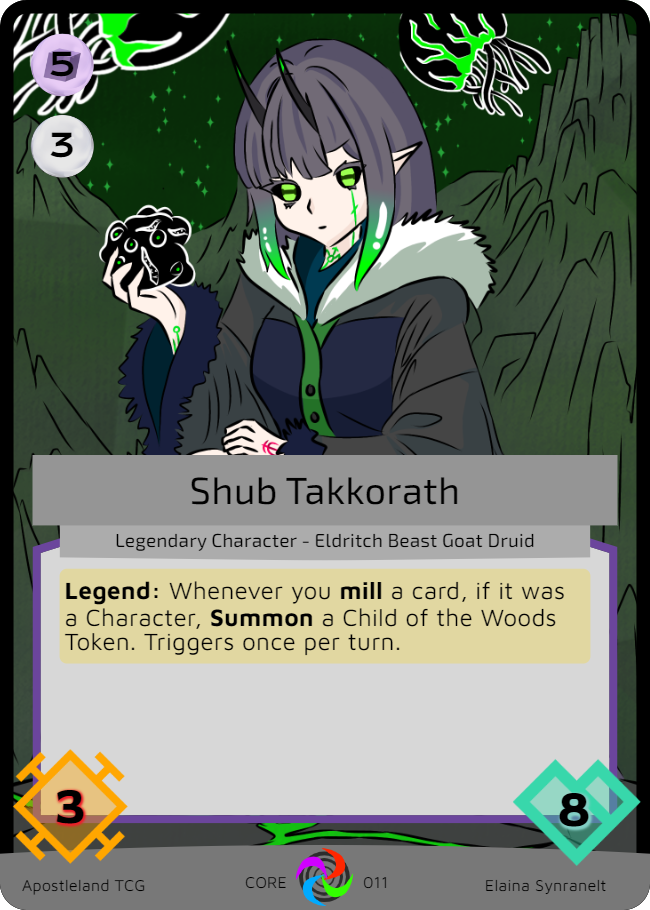 5
3
Shub Takkorath
Legendary Character - Eldritch Beast Goat Druid
Legend: Whenever you mill a card, if it was
a Character, Summon a Child of the Woods
Token. Triggers once per turn.
3
8
Apostleland TCG
CORE
011
Elaina Synranelt